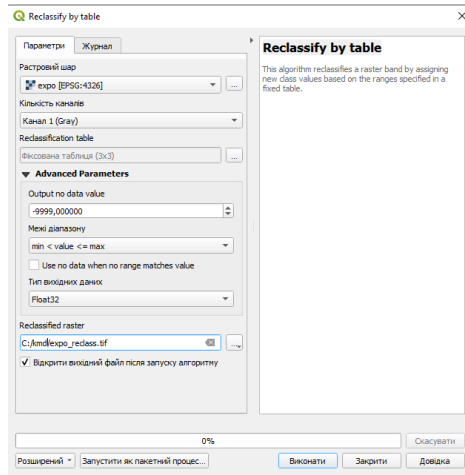 Reclassify by table
Параметри
Журнал
Растровий шар
expo [EPSG:4326]
...
Кількість каналів
Канал 1 (Gray)
Reclassification table
Фіксована таблиця (3x3)
...
Advanced Parameters
Output no data value
-9999,000000
Межі діапазону
min < value <= max
Use no data when no range matches value
Тип вихідних даних
Float32
Reclassified raster
C:/kmd/expo_reclass.tif
...
Відкрити вихідний файл після запуску алгоритму
Reclassify by table
This algorithm reclassifies a raster band by assigning
new class values based on the ranges specified in a
fixed table.
0%
Скасувати
Розширений
Запустити як пакетний процес...
Виконати
Закрити
Довідка